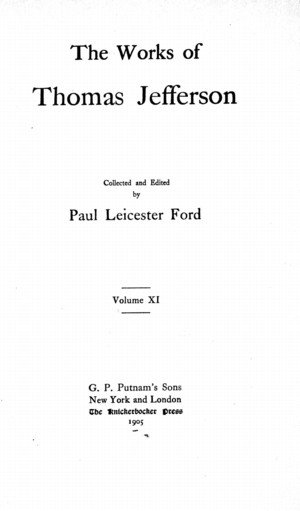 The Works of
Thomas Jefferson
Collected and Edited
by
Paul Leicester Ford
Volume XI
G. P. Putnam's Sons
New York and London
The Knickerbocker Press
1905